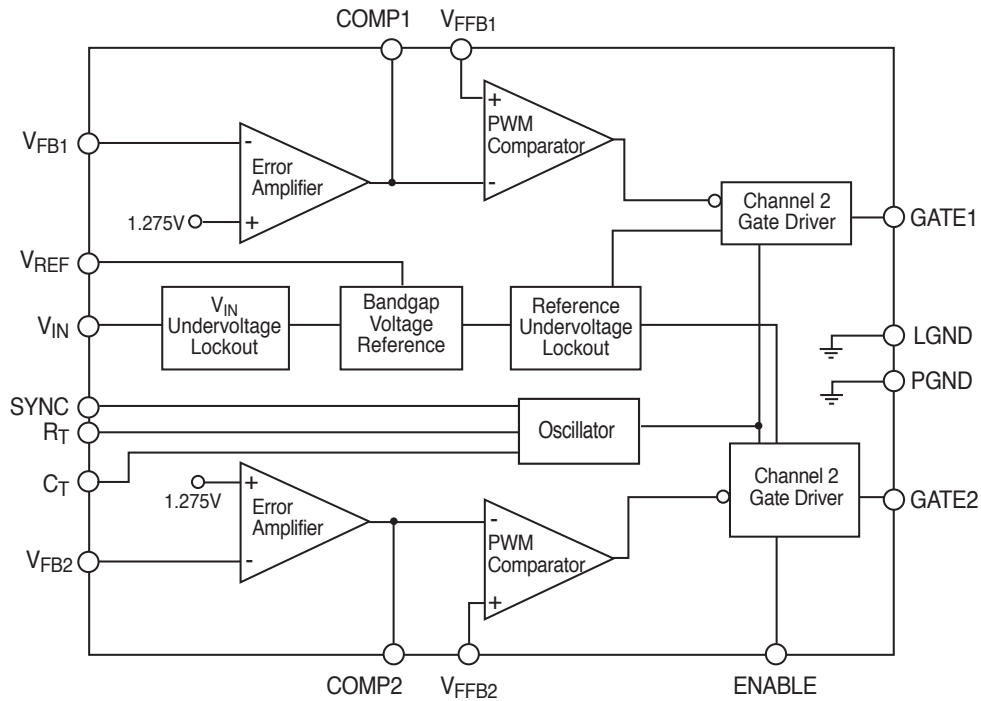 COMP1
VFFB1
VFB1
-
Error
Amplifier
1.275V
+
+
PWM
Comparator
-
Channel 2
Gate Driver
GATE1
VREF
VIN
VIN
Undervoltage
Lockout
Bandgap
Voltage
Reference
Reference
Undervoltage
Lockout
LGND
PGND
SYNC
RT
CT
Oscillator
1.275V
+
Error
Amplifier
-
VFB2
-
PWM
Comparator
+
Channel 2
Gate Driver
GATE2
COMP2
VFFB2
ENABLE